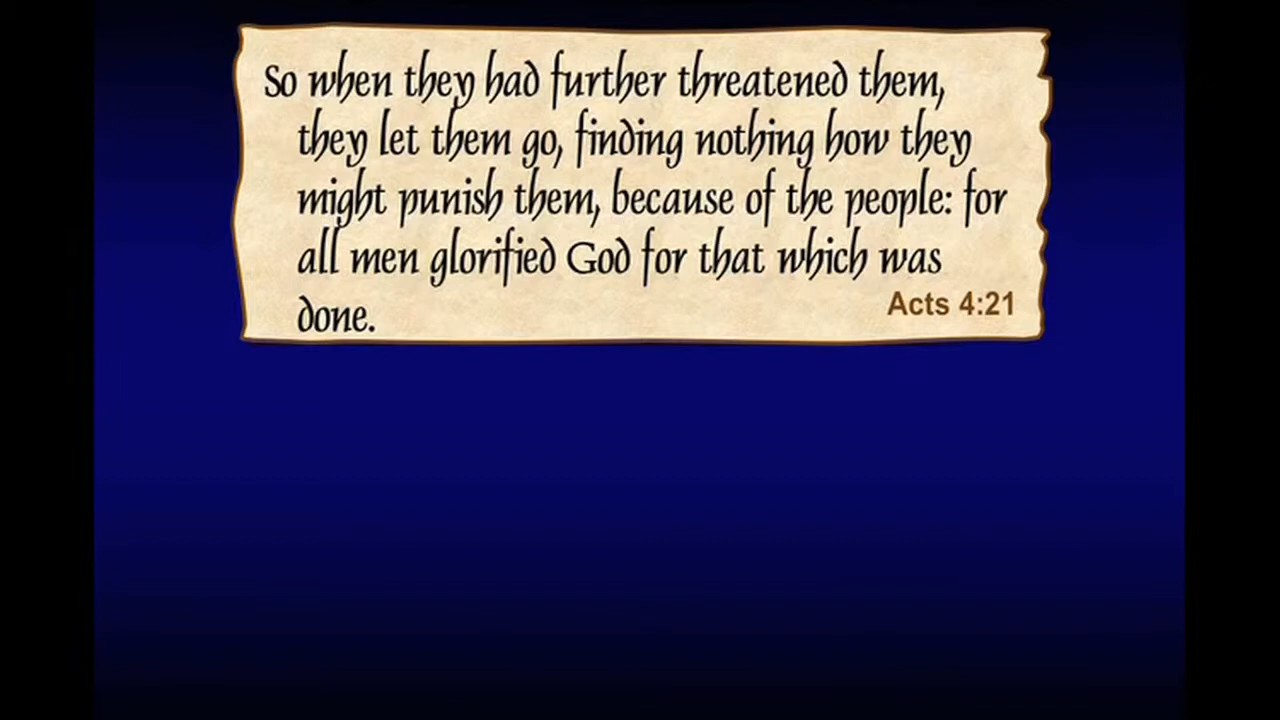 So when they had further threatened them,
they let them go, finding nothing how they
might punish them, because of the people: for
all men glorified God for that which was
done.
Acts 4:21